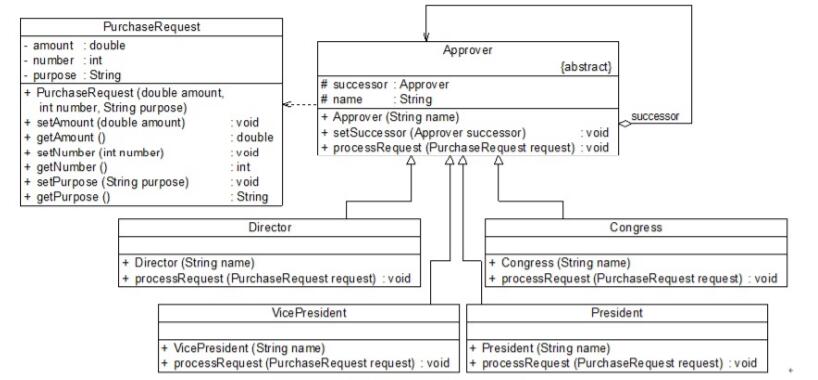 PurchaseRequest
- amount : double
- number : int
- purpose : String
+ PurchaseRequest (double amount,
int number, String purpose)
+ setAmount (double amount) : void
+ getAmount () : double
+ setNumber (int number) : void
+ getNumber () : int
+ setPurpose (String purpose) : void
+ getPurpose () : String
Approver
{abstract}
# successor : Approver
# name : String
+ Approver (String name)
+ setSuccessor (Approver successor) : void
+ processRequest (PurchaseRequest request) : void
successor
Director
+ Director (String name)
+ processRequest (PurchaseRequest request) : void
Congress
+ Congress (String name)
+ processRequest (PurchaseRequest request) : void
VicePresident
+ VicePresident (String name)
+ processRequest (PurchaseRequest request) : void
President
+ President (String name)
+ processRequest (PurchaseRequest request) : void